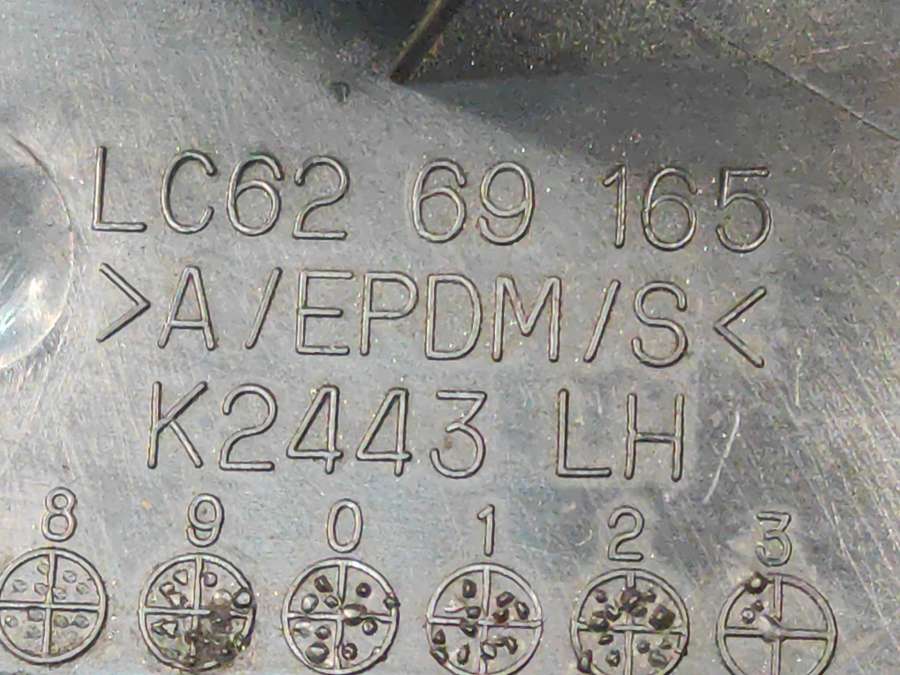 LC62 69 165
>A/EPDM/S<
K2443 LH
8 9 0 1 2 3